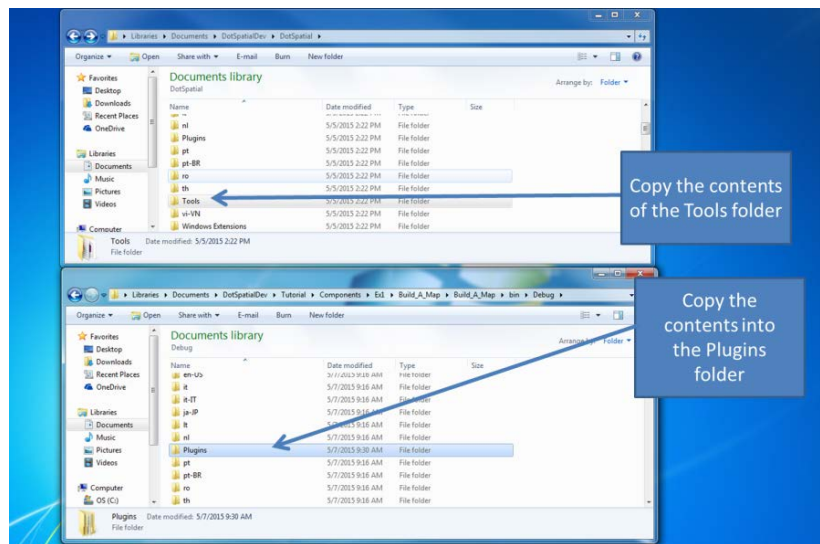 Libraries ▸ Documents ▸ DotSpatialDev ▸ DotSpatial ▸
Organize Open Share with E-mail Burn New folder
Favorites
Desktop
Downloads
Recent Places
OneDrive
Libraries
Documents
Music
Pictures
Videos
Computer
Documents library
DotSpatial
Arrange by: Folder
Name Date modified Type Size
nl 5/5/2015 2:22 PM File folder
Plugins 5/5/2015 2:22 PM File folder
pt 5/5/2015 2:22 PM File folder
pt-BR 5/5/2015 2:22 PM File folder
ro 5/5/2015 2:22 PM File folder
th 5/5/2015 2:22 PM File folder
Tools 5/5/2015 2:22 PM File folder
vi-VN 5/5/2015 2:22 PM File folder
Windows Extensions 5/5/2015 2:22 PM File folder
Tools Date modified: 5/5/2015 2:22 PM
File folder
Copy the contents
of the Tools folder
Libraries ▸ Documents ▸ DotSpatialDev ▸ Tutorial ▸ Components ▸ Ex1 ▸ Build_A_Map ▸ Build_A_Map ▸ bin ▸ Debug ▸
Organize Open Share with E-mail Burn New folder
Favorites
Desktop
Downloads
Recent Places
OneDrive
Libraries
Documents
Music
Pictures
Videos
Computer
OS (C:)
Documents library
Debug
Arrange by: Folder
Name Date modified Type Size
en-US 5/7/2015 9:16 AM File folder
it 5/7/2015 9:16 AM File folder
it-IT 5/7/2015 9:16 AM File folder
ja-JP 5/7/2015 9:16 AM File folder
lt 5/7/2015 9:16 AM File folder
nl 5/7/2015 9:16 AM File folder
Plugins 5/7/2015 9:30 AM File folder
pt 5/7/2015 9:16 AM File folder
pt-BR 5/7/2015 9:16 AM File folder
ro 5/7/2015 9:16 AM File folder
th 5/7/2015 9:16 AM File folder
Plugins Date modified: 5/7/2015 9:30 AM
File folder
Copy the
contents into
the Plugins
folder